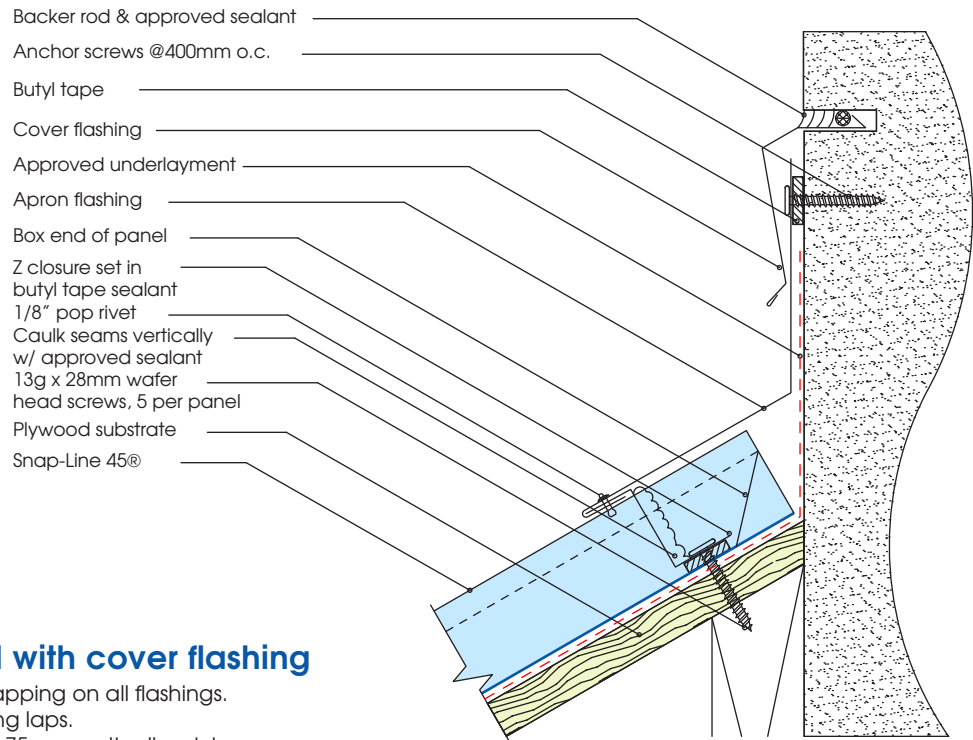 Backer rod & approved sealant
Anchor screws @400mm o.c.
Butyl tape
Cover flashing
Approved underlayment
Apron flashing
Box end of panel
Z closure set in
butyl tape sealant
1/8" pop rivet
Caulk seams vertically
w/ approved sealant
13g x 28mm wafer
head screws, 5 per panel
Plywood substrate
Snap-Line 45®
with cover flashing
on all flashings.
laps.